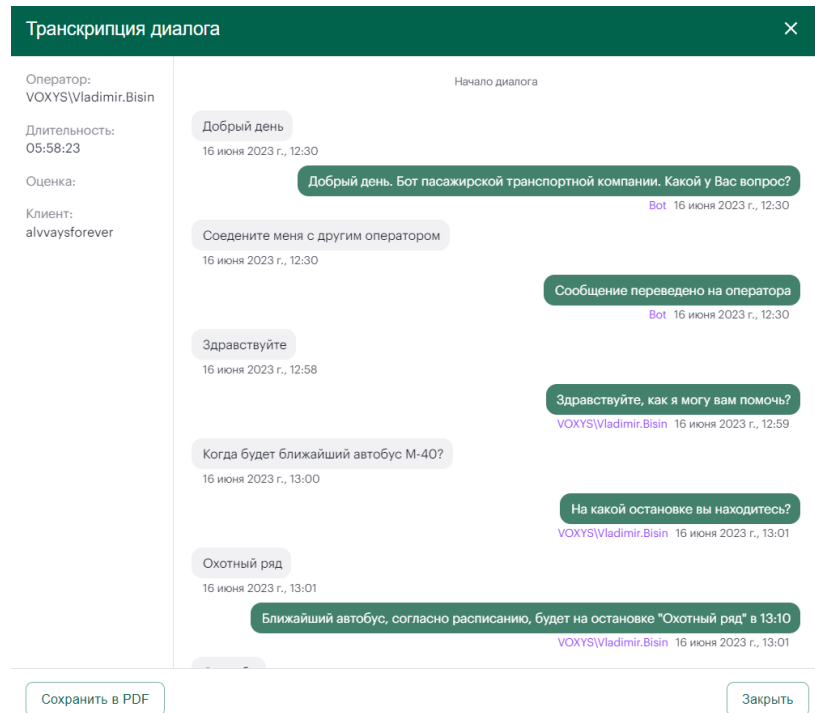 Транскрипция диалога
Оператор:
VOXYS\Vladimir.Bisin
Длительность:
05:58:23
Оценка:
Клиент:
alvvaysforever
Начало диалога
Добрый день
16 июня 2023 г., 12:30
Добрый день. Бот пасажирской транспортной компании. Какой у Вас вопрос?
Bot 16 июня 2023 г., 12:30
Соедените меня с другим оператором
16 июня 2023 г., 12:30
Сообщение переведено на оператора
Bot 16 июня 2023 г., 12:30
Здравствуйте
16 июня 2023 г., 12:58
Здравствуйте, как я могу вам помочь?
VOXYS\Vladimir.Bisin 16 июня 2023 г., 12:59
Когда будет ближайший автобус М-40?
16 июня 2023 г., 13:00
На какой остановке вы находитесь?
VOXYS\Vladimir.Bisin 16 июня 2023 г., 13:01
Охотный ряд
16 июня 2023 г., 13:01
Ближайший автобус, согласно расписанию, будет на остановке "Охотный ряд" в 13:10
VOXYS\Vladimir.Bisin 16 июня 2023 г., 13:01
Сохранить в PDF
Закрыть